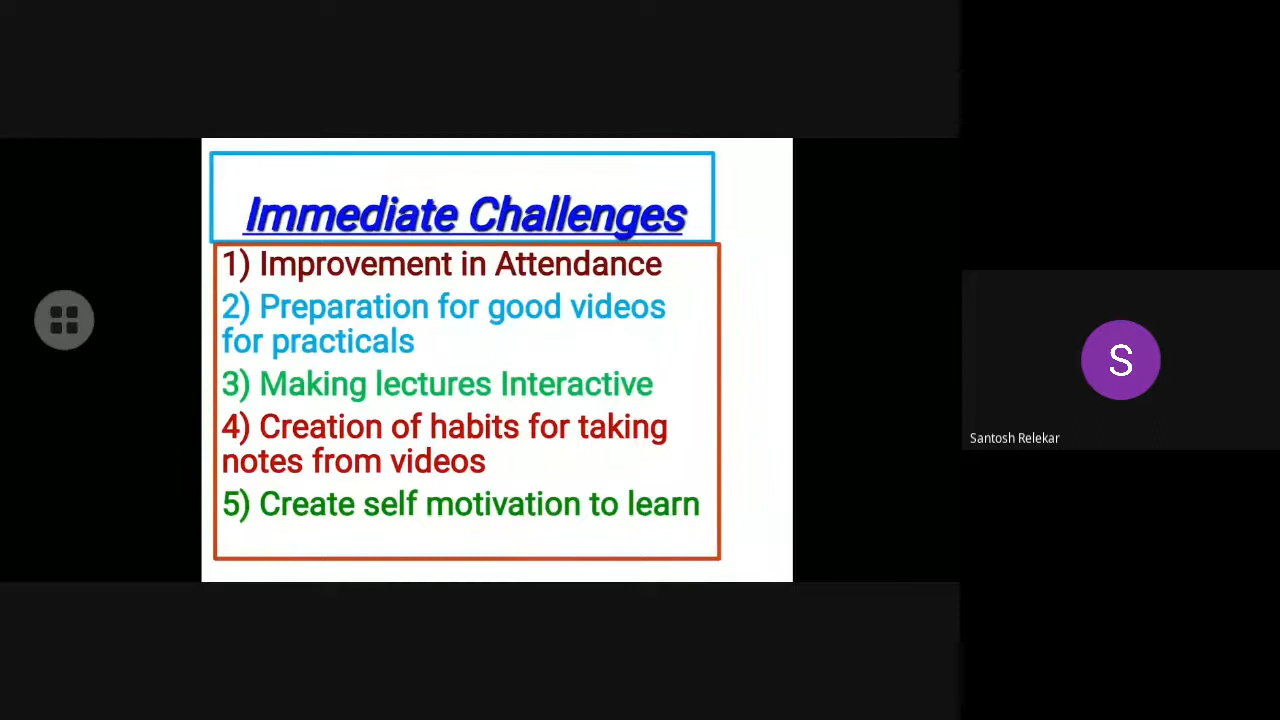 Immediate Challenges
1) Improvement in Attendance
2) Preparation for good videos
for practicals
3) Making lectures Interactive
4) Creation of habits for taking
notes from videos
5) Create self motivation to learn
S
Santosh Relekar